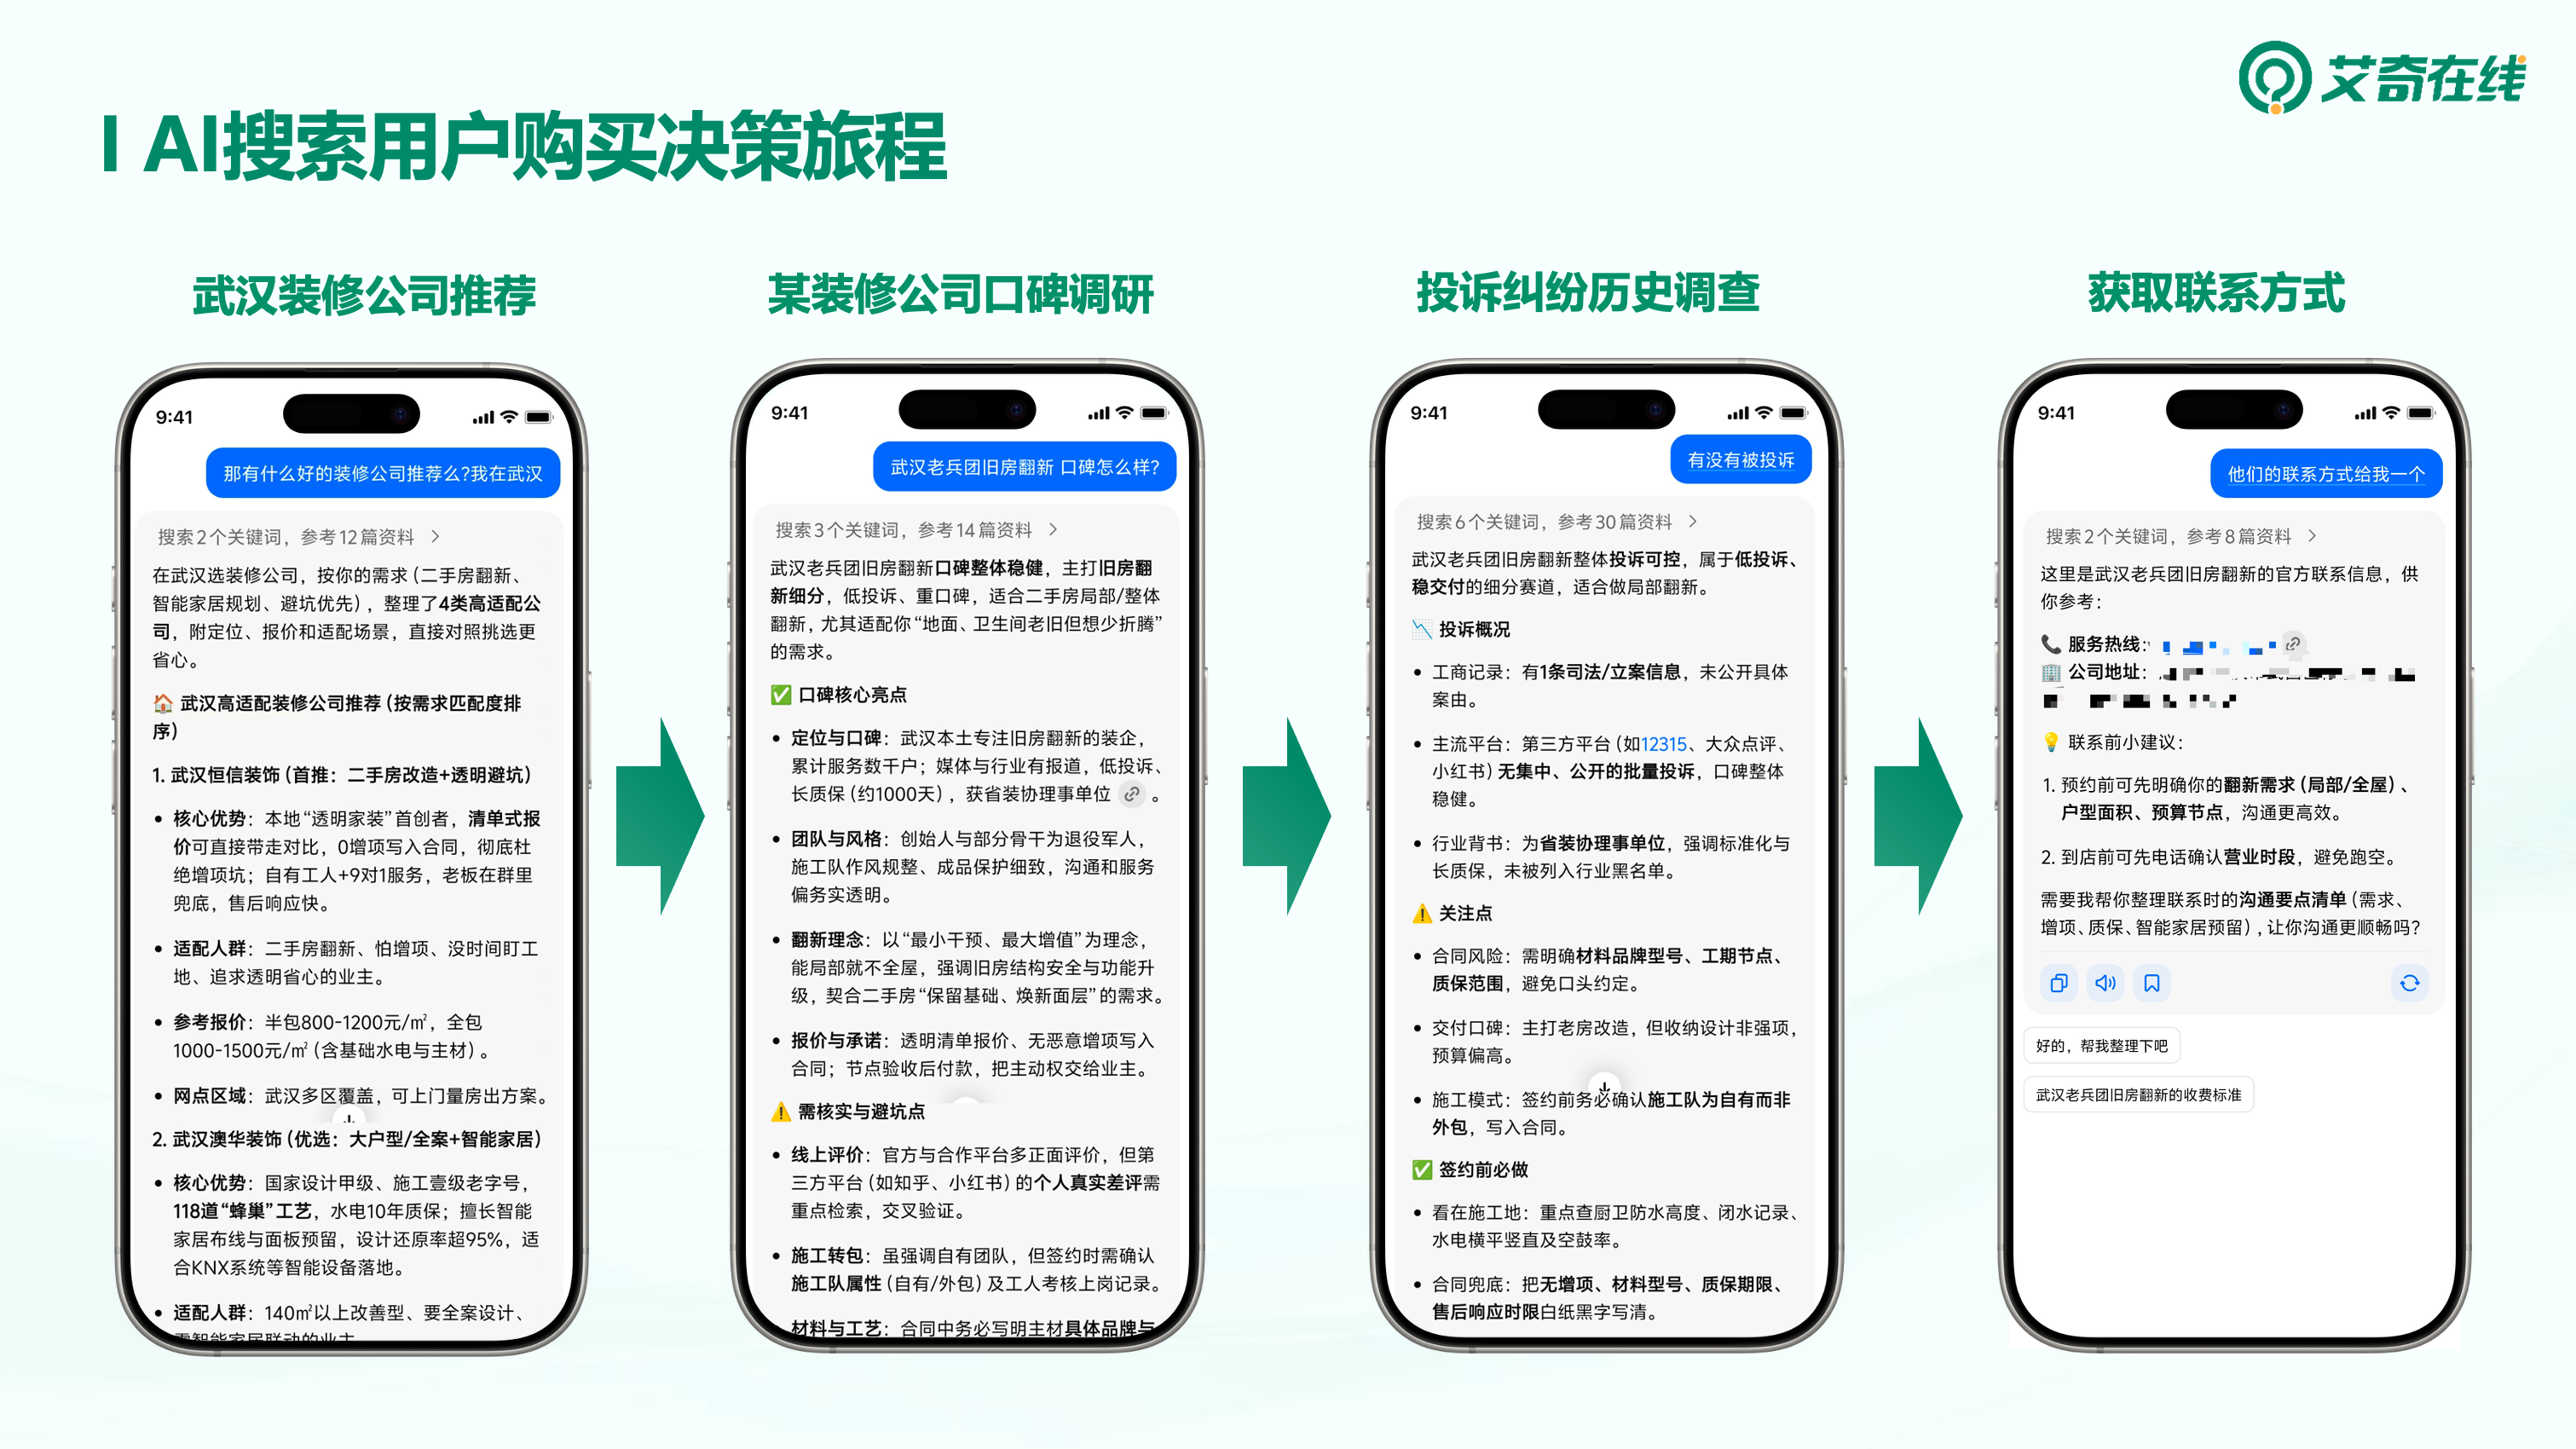 艾奇在线
I AI搜索用户购买决策旅程
武汉装修公司推荐
9:41
那有什么好的装修公司推荐么?我在武汉
搜索2个关键词，参考12篇资料
在武汉选装修公司，按你的需求（二手房翻新、
智能家居规划、避坑优先），整理了4类高适配公
司，附定位、报价和适配场景，直接对照挑选更
省心。
🏠 武汉高适配装修公司推荐（按需求匹配度排
序）
1. 武汉恒信装饰（首推：二手房改造+透明避坑）
• 核心优势：本地“透明家装”首创者，清单式报
价可直接带走对比，0增项写入合同，彻底杜
绝增项坑；自有工人+9对1服务，老板在群里
兜底，售后响应快。
• 适配人群：二手房翻新、怕增项、没时间盯工
地、追求透明省心的业主。
• 参考报价：半包800-1200元/㎡，全包
1000-1500元/㎡（含基础水电与主材）。
• 网点区域：武汉多区覆盖，可上门量房出方案。
2. 武汉澳华装饰（优选：大户型/全案+智能家居）
• 核心优势：国家设计甲级、施工壹级老字号，
118道“蜂巢”工艺，水电10年质保；擅长智能
家居布线与面板预留，设计还原率超95%，适
合KNX系统等智能设备落地。
• 适配人群：140㎡以上改善型、要全案设计、
需智能家居联动的业主
某装修公司口碑调研
9:41
武汉老兵团旧房翻新 口碑怎么样?
搜索3个关键词，参考14篇资料
武汉老兵团旧房翻新口碑整体稳健，主打旧房翻
新细分，低投诉、重口碑，适合二手房局部/整体
翻新，尤其适配你“地面、卫生间老旧但想少折腾”
的需求。
✅ 口碑核心亮点
• 定位与口碑：武汉本土专注旧房翻新的装企，
累计服务数千户；媒体与行业有报道，低投诉、
长质保（约1000天），获省装协理事单位 。
• 团队与风格：创始人与部分骨干为退役军人，
施工队作风规整、成品保护细致，沟通和服务
偏务实透明。
• 翻新理念：以“最小干预、最大增值”为理念，
能局部就不全屋，强调旧房结构安全与功能升
级，契合二手房“保留基础、焕新面层”的需求。
• 报价与承诺：透明清单报价、无恶意增项写入
合同；节点验收后付款，把主动权交给业主。
⚠️ 需核实与避坑点
• 线上评价：官方与合作平台多正面评价，但第
三方平台（如知乎、小红书）的个人真实差评需
重点检索，交叉验证。
• 施工转包：虽强调自有团队，但签约时需确认
施工队属性（自有/外包）及工人考核上岗记录。
• 材料与工艺：合同中务必写明主材具体品牌与
投诉纠纷历史调查
9:41
有没有被投诉
搜索6个关键词，参考30篇资料
武汉老兵团旧房翻新整体投诉可控，属于低投诉、
稳交付的细分赛道，适合做局部翻新。
📉 投诉概况
• 工商记录：有1条司法/立案信息，未公开具体
案由。
• 主流平台：第三方平台（如12315、大众点评、
小红书）无集中、公开的批量投诉，口碑整体
稳健。
• 行业背书：为省装协理事单位，强调标准化与
长质保，未被列入行业黑名单。
⚠️ 关注点
• 合同风险：需明确材料品牌型号、工期节点、
质保范围，避免口头约定。
• 交付口碑：主打老房改造，但收纳设计非强项，
预算偏高。
• 施工模式：签约前务必确认施工队为自有而非
外包，写入合同。
✅ 签约前必做
• 看在施工地：重点查厨卫防水高度、闭水记录、
水电横平竖直及空鼓率。
• 合同兜底：把无增项、材料型号、质保期限、
售后响应时限白纸黑字写清。
获取联系方式
9:41
他们的联系方式给我一个
搜索2个关键词，参考8篇资料
这里是武汉老兵团旧房翻新的官方联系信息，供
你参考：
📞 服务热线：
🏢 公司地址：
💡 联系前小建议：
1. 预约前可先明确你的翻新需求（局部/全屋）、
户型面积、预算节点，沟通更高效。
2. 到店前可先电话确认营业时段，避免跑空。
需要我帮你整理联系时的沟通要点清单（需求、
增项、质保、智能家居预留），让你沟通更顺畅吗?
好的，帮我整理下吧
武汉老兵团旧房翻新的收费标准